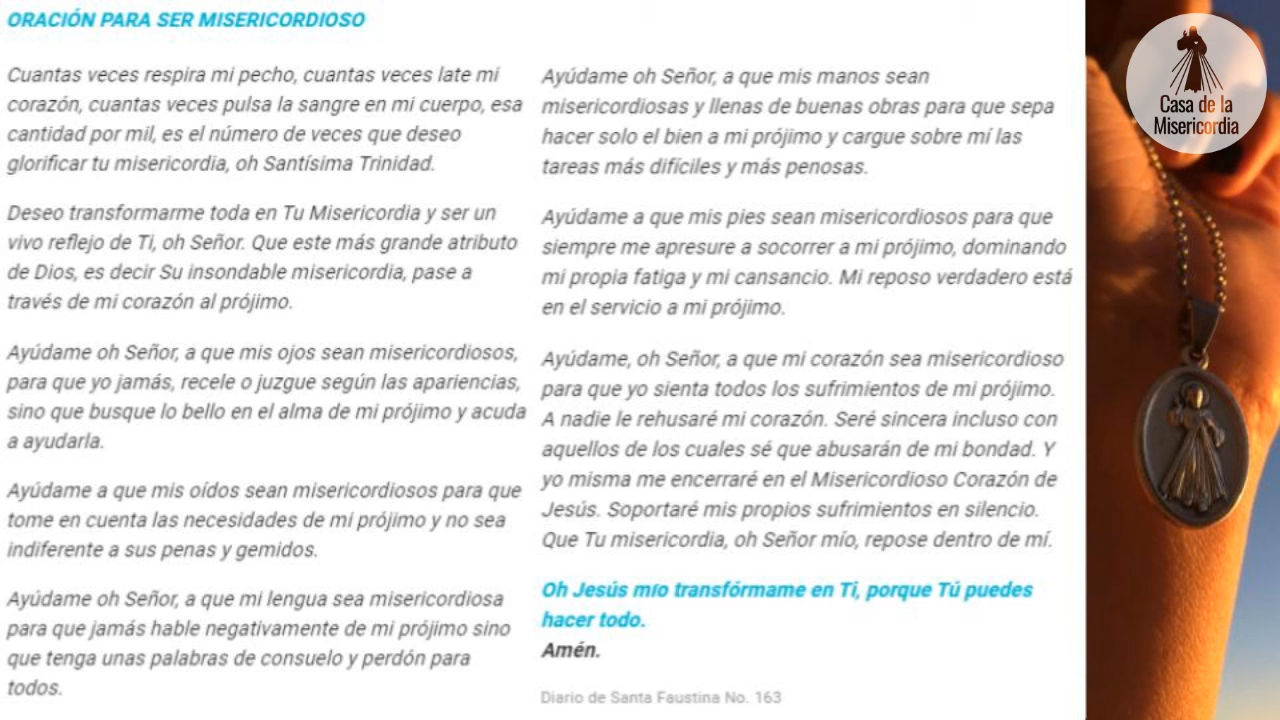 ORACIÓN PARA SER MISERICORDIOSO
Cuantas veces respira mi pecho, cuantas veces late mi
corazón, cuantas veces pulsa la sangre en mi cuerpo, esa
cantidad por mil, es el número de veces que deseo
glorificar tu misericordia, oh Santísima Trinidad.
Deseo transformarme toda en Tu Misericordia y ser un
vivo reflejo de Ti, oh Señor. Que este más grande atributo
de Dios, es decir Su insondable misericordia, pase a
través de mi corazón al prójimo.
Ayúdame oh Señor, a que mis ojos sean misericordiosos,
para que yo jamás, recele o juzgue según las apariencias,
sino que busque lo bello en el alma de mi prójimo y acuda
a ayudarla.
Ayúdame a que mis oídos sean misericordiosos para que
tome en cuenta las necesidades de mi prójimo y no sea
indiferente a sus penas y gemidos.
Ayúdame oh Señor, a que mi lengua sea misericordiosa
para que jamás hable negativamente de mi prójimo sino
que tenga unas palabras de consuelo y perdón para
todos.
Ayúdame oh Señor, a que mis manos sean
misericordiosas y llenas de buenas obras para que sepa
hacer solo el bien a mi prójimo y cargue sobre mí las
tareas más difíciles y más penosas.
Ayúdame a que mis pies sean misericordiosos para que
siempre me apresure a socorrer a mi prójimo, dominando
mi propia fatiga y mi cansancio. Mi reposo verdadero está
en el servicio a mi prójimo.
Ayúdame, oh Señor, a que mi corazón sea misericordioso
para que yo sienta todos los sufrimientos de mi prójimo.
A nadie le rehusaré mi corazón. Seré sincera incluso con
aquellos de los cuales sé que abusarán de mi bondad. Y
yo misma me encerraré en el Misericordioso Corazón de
Jesús. Soportaré mis propios sufrimientos en silencio.
Que Tu misericordia, oh Señor mío, repose dentro de mí.
Oh Jesús mío transfórmame en Ti, porque Tú puedes
hacer todo.
Amén.
Diario de Santa Faustina No. 163
Casa de la
Misericordia